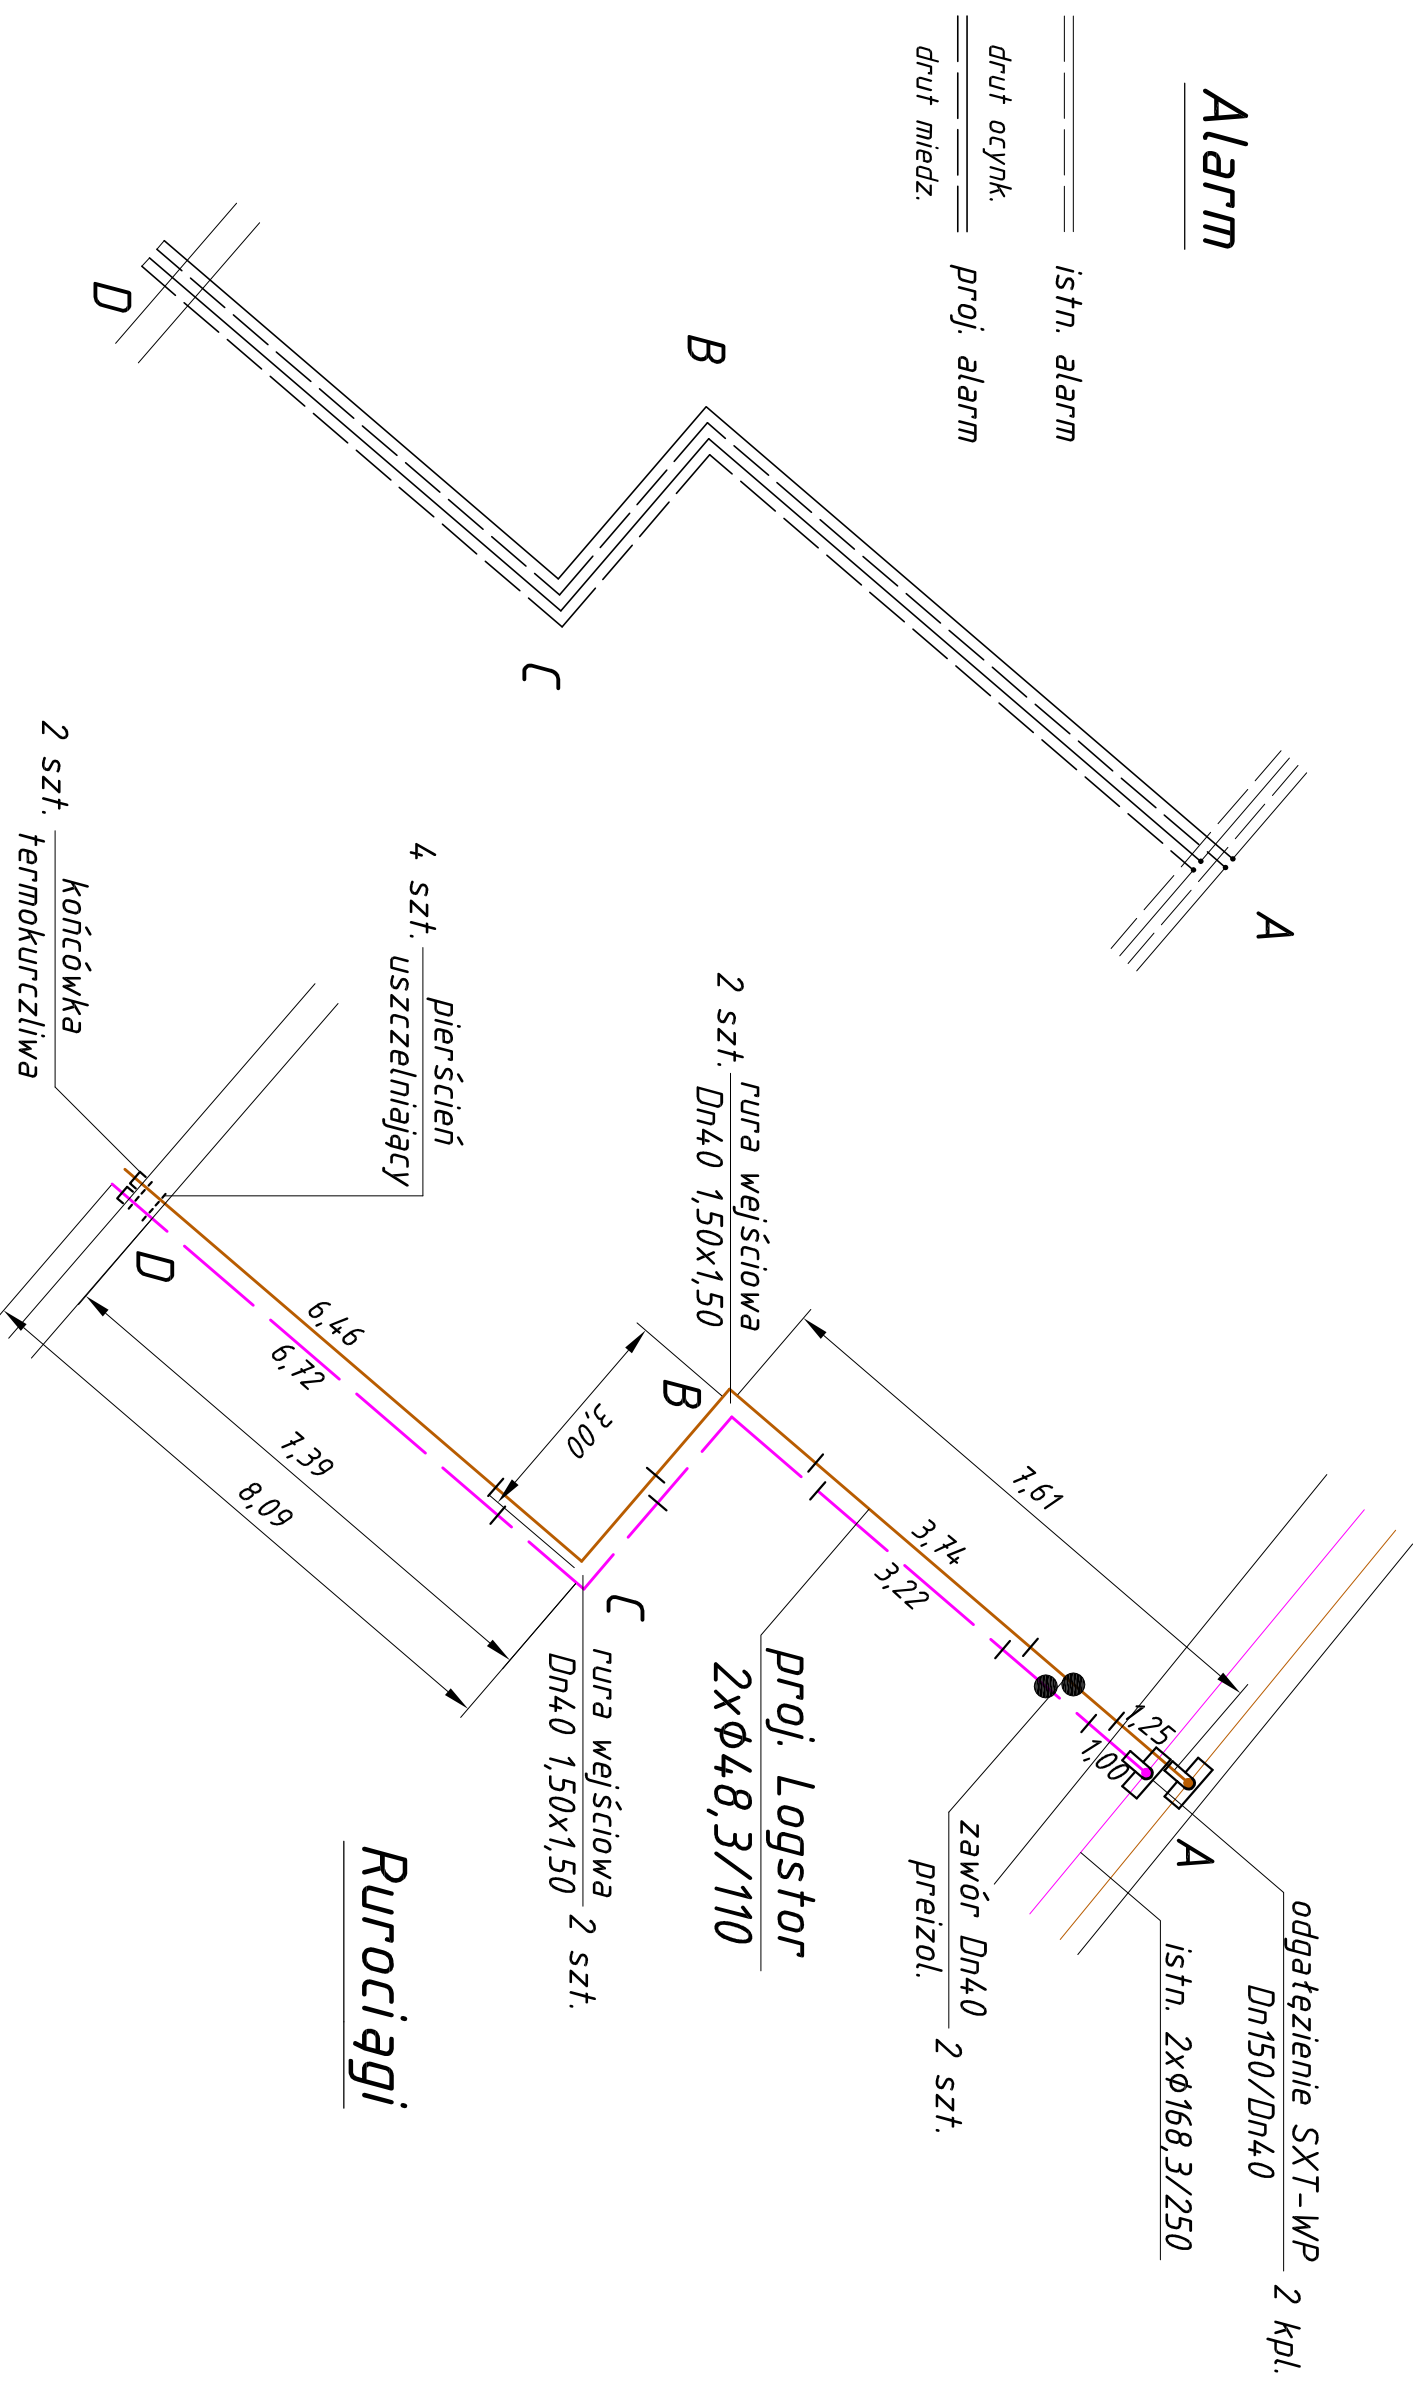 Alarm
istn. alarm
drut ocynk.
proj. alarm
drut miedz.
A
B
C
D
odgałęzienie SXT-WP
Dn150/Dn40
2 kpl.
istn. 2xϕ168,3/250
A
1,25
1,00
zawór Dn40
preizol.
2 szt.
7,61
3,74
3,22
proj. Logstor
2xϕ48,3/110
2 szt.
rura wejściowa
Dn40 1,50x1,50
B
3,00
C
rura wejściowa
Dn40 1,50x1,50
2 szt.
4 szt.
pierścień
uszczelniający
6,46
6,72
7,39
8,09
D
2 szt.
końcówka
termokurczliwa
Rurociągi